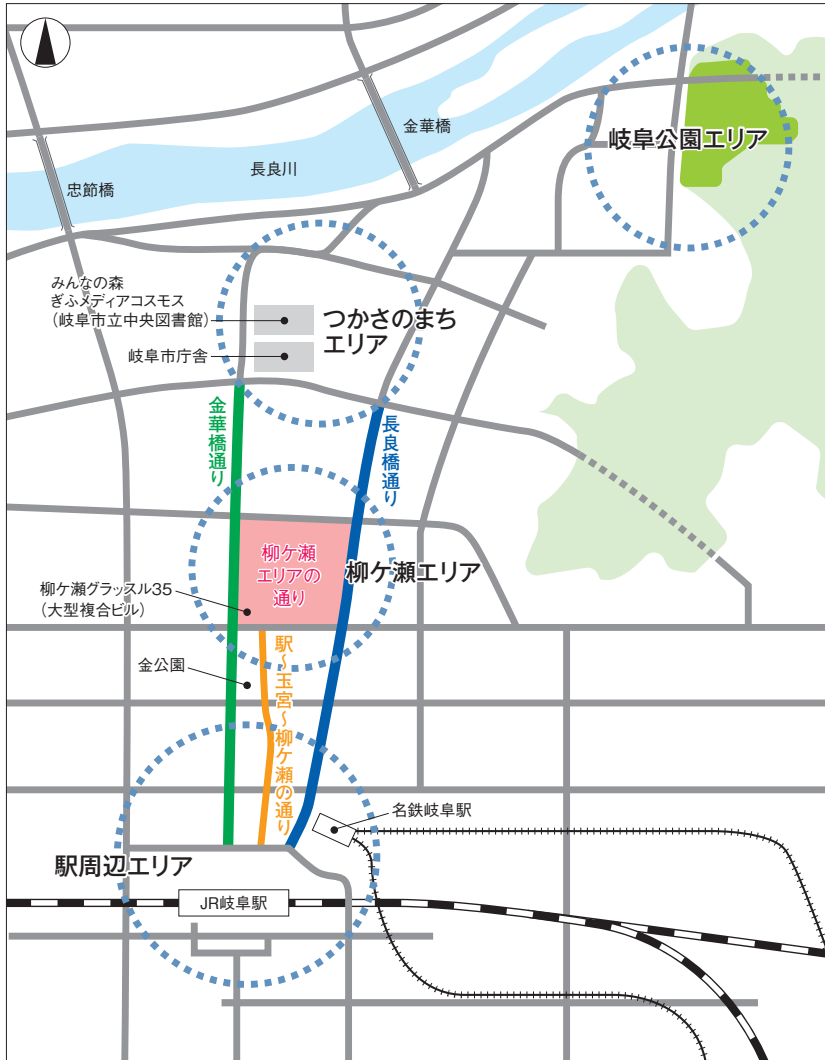 金華橋
岐阜公園エリア
長良川
忠節橋
みんなの森
ぎふメディアコスモス
(岐阜市立中央図書館)
つかさのまち
エリア
岐阜市庁舎
金華橋通り
長良橋通り
柳ケ瀬
エリアの
通り
柳ケ瀬エリア
柳ケ瀬グラッスル35
(大型複合ビル)
金公園
駅～玉宮～柳ケ瀬の通り
名鉄岐阜駅
駅周辺エリア
JR岐阜駅